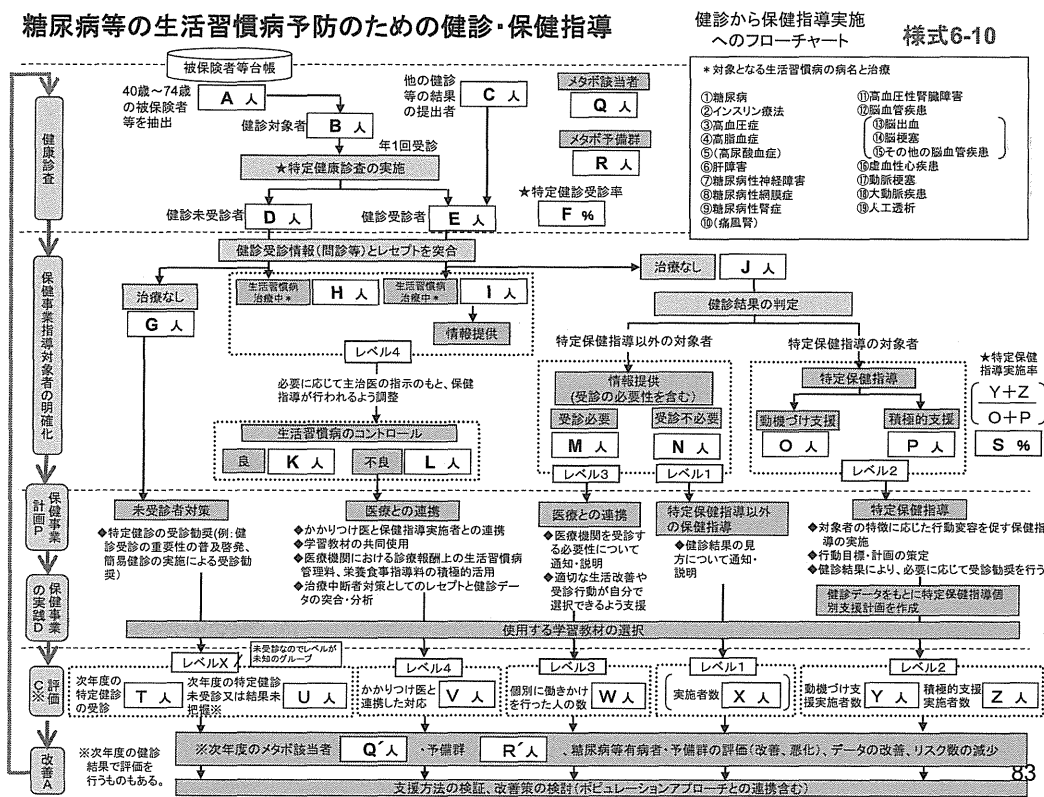 糖尿病等の生活習慣病予防のための健診・保健指導
健診から保健指導実施
へのフローチャート
様式6-10
被保険者等台帳
40歳~74歳
の被保険者
等を抽出
A 人
健診対象者
B 人
他の健診
等の結果
の提出者
C 人
メタボ該当者
Q 人
メタボ予備群
R 人
年1回受診
★特定健康診査の実施
健診未受診者
D 人
健診受診者
E 人
★特定健診受診率
F %
*対象となる生活習慣病の病名と治療
①糖尿病
②インスリン療法
③高血圧症
④高脂血症
⑤(高尿酸血症)
⑥肝障害
⑦糖尿病性神経障害
⑧糖尿病性網膜症
⑨糖尿病性腎症
⑩(痛風腎)
⑪高血圧性腎臓障害
⑫脳血管疾患
⑬脳出血
⑭脳梗塞
⑮その他の脳血管疾患
⑯虚血性心疾患
⑰動脈梗塞
⑱大動脈疾患
⑲人工透析
健康診査
保健事業指導対象者の明確化
保健事業
計画P
保健事業
の実践D
評価
C※
改善A
健診受診情報(問診等)とレセプトを突合
治療なし
G 人
生活習慣病
治療中*
H 人
生活習慣病
治療中*
I 人
情報提供
レベル4
治療なし
J 人
健診結果の判定
特定保健指導以外の対象者
特定保健指導の対象者
必要に応じて主治医の指示のもと、保健
指導が行われるよう調整
生活習慣病のコントロール
良
K 人
不良
L 人
情報提供
(受診の必要性を含む)
受診必要
M 人
受診不必要
N 人
レベル3
レベル1
特定保健指導
動機づけ支援
O 人
積極的支援
P 人
レベル2
★特定保健
指導実施率
Y+Z
O+P
S %
未受診者対策
◆特定健診の受診勧奨(例:健
診受診の重要性の普及啓発、
簡易健診の実施による受診勧
奨)
医療との連携
◆かかりつけ医と保健指導実施者との連携
◆学習教材の共同使用
◆医療機関における診療報酬上の生活習慣病
管理料、栄養食事指導料の積極的活用
◆治療中断者対策としてのレセプトと健診デー
タの突合・分析
医療との連携
◆医療機関を受診す
る必要性について
通知・説明
◆適切な生活改善や
受診行動が自分で
選択できるよう支援
特定保健指導以外
の保健指導
◆健診結果の見
方について通知・
説明
特定保健指導
◆対象者の特徴に応じた行動変容を促す保健指
導の実施
◆行動目標・計画の策定
◆健診結果により、必要に応じて受診勧奨を行う
健診データをもとに特定保健指導個
別支援計画を作成
使用する学習教材の選択
レベルX
未受診なのでレベルが
未知のグループ
次年度の
特定健診
の受診
T 人
次年度の特定健診
未受診又は結果未
把握※
U 人
レベル4
かかりつけ医と
連携した対応
V 人
レベル3
個別に働きかけ
を行った人の数
W 人
レベル1
実施者数
X 人
レベル2
動機づけ支
援実施者数
Y 人
積極的支援
実施者数
Z 人
※次年度の健診
結果で評価を
行うものもある。
※次年度のメタボ該当者
Q´人
・予備群
R´人
、糖尿病等有病者・予備群の評価(改善、悪化)、データの改善、リスク数の減少
支援方法の検証、改善策の検討(ポピュレーションアプローチとの連携含む)
83